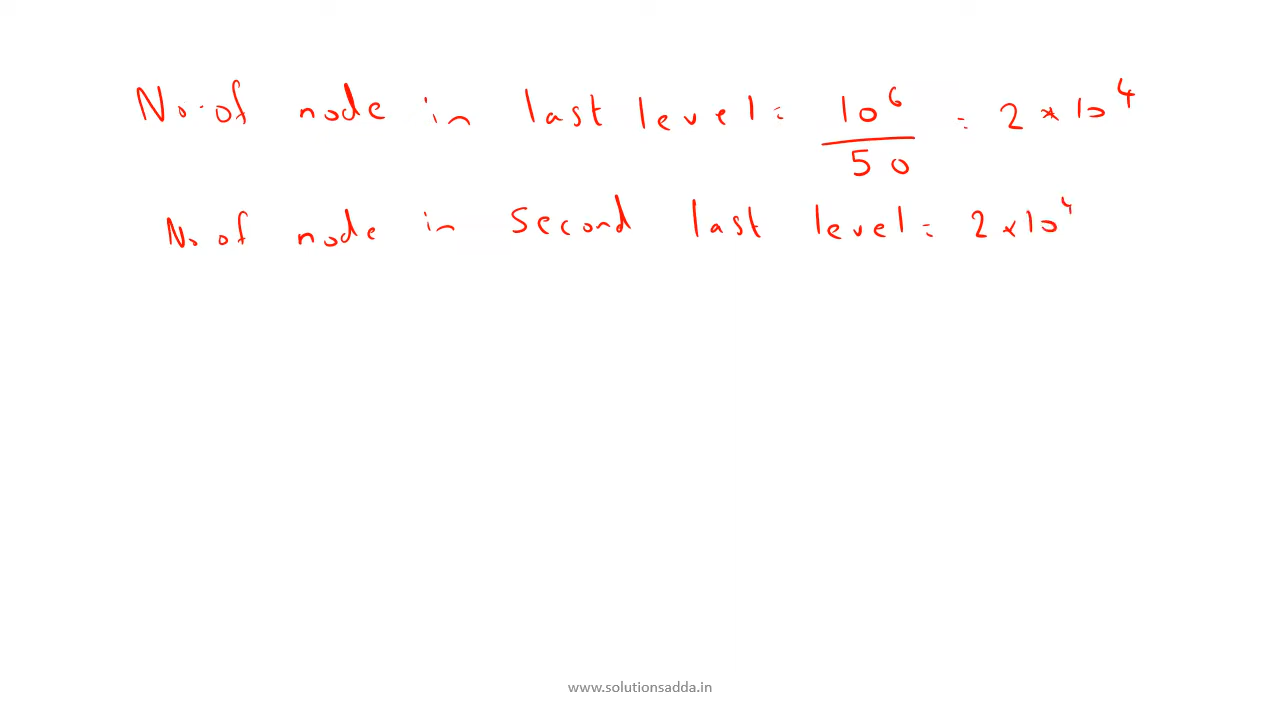 No. of node in last level = 10^6 / 50 = 2 * 10^4
No of node in second last level = 2 × 10^4
www.solutionsadda.in